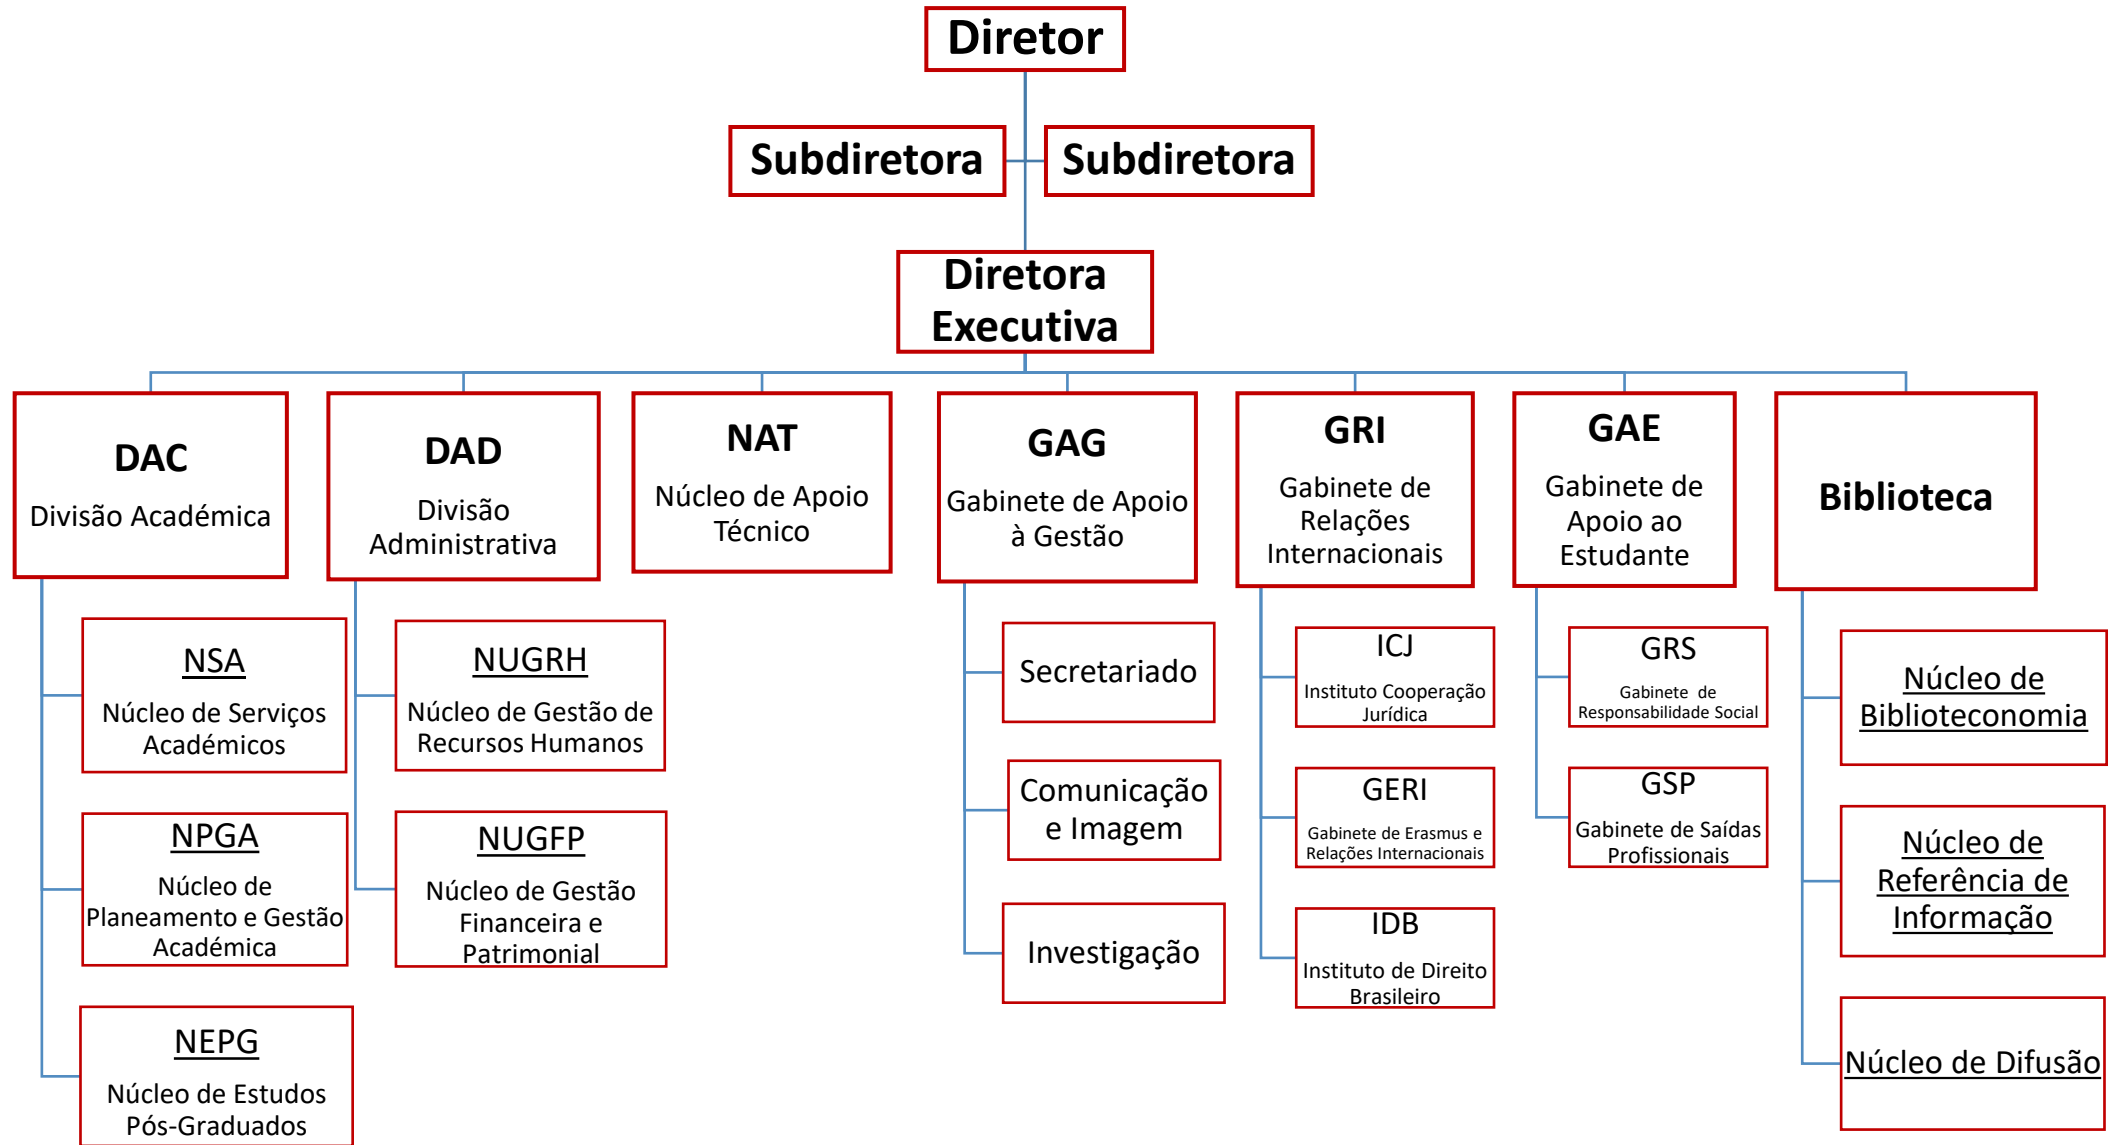 Diretor
Subdiretora
Subdiretora
Diretora
Executiva
DAC
Divisão Académica
NSA
Núcleo de Serviços
Académicos
NPGA
Núcleo de
Planeamento e Gestão
Académica
NEPG
Núcleo de Estudos
Pós-Graduados
DAD
Divisão
Administrativa
NUGRH
Núcleo de Gestão de
Recursos Humanos
NUGFP
Núcleo de Gestão
Financeira e
Patrimonial
NAT
Núcleo de Apoio
Técnico
GAG
Gabinete de Apoio
à Gestão
Secretariado
Comunicação
e Imagem
Investigação
GRI
Gabinete de
Relações
Internacionais
ICJ
Instituto Cooperação
Jurídica
GERI
Gabinete de Erasmus e
Relações Internacionais
IDB
Instituto de Direito
Brasileiro
GAE
Gabinete de
Apoio ao
Estudante
GRS
Gabinete de
Responsabilidade Social
GSP
Gabinete de Saídas
Profissionais
Biblioteca
Núcleo de
Biblioteconomia
Núcleo de
Referência de
Informação
Núcleo de Difusão